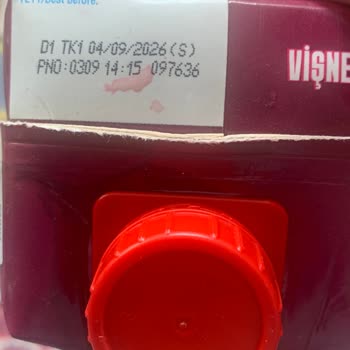 /Best Before:
D1 TK1 04/09/2026(S)
PNO:0309 14:15 097636
VİŞNE